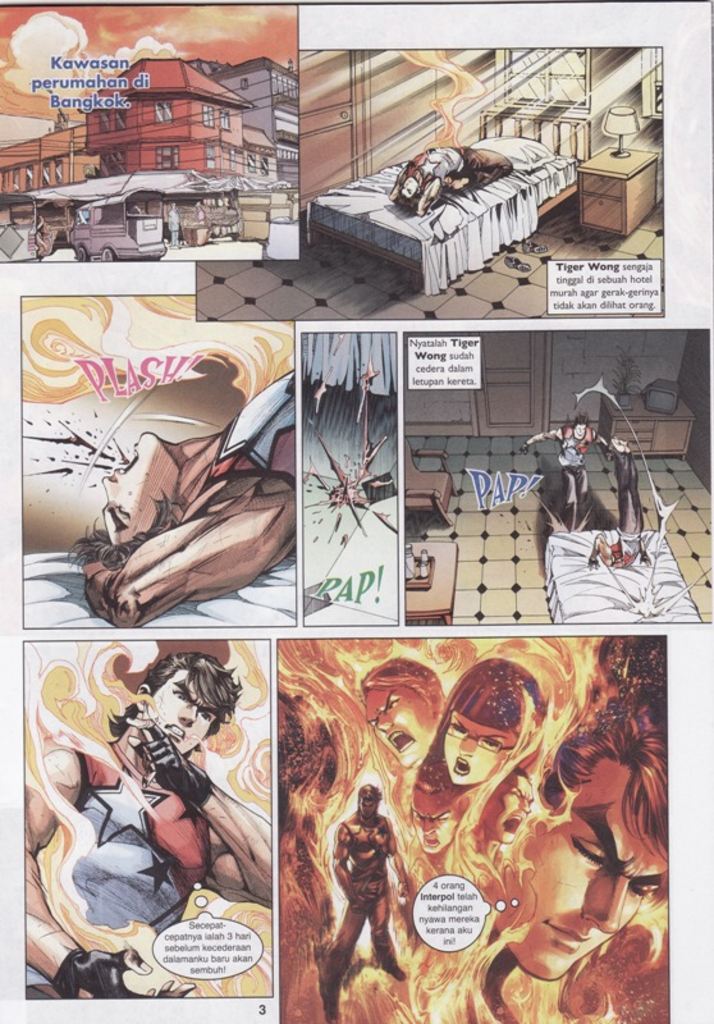 Kawasan
perumahan di
Bangkok.
Tiger Wong sengaja
tinggal di sebuah hotel
murah agar gerak-gerinya
tidak akan dilihat orang.
PLASH!
PAP!
Nyatalah Tiger
Wong sudah
cedera dalam
letupan kereta.
PAP!
Secepat-
cepatnya ialah 3 hari
sebelum kecederaan
dalamanku baru akan
sembuh!
4 orang
Interpol telah
kehilangan
nyawa mereka
kerana aku
ini!
3